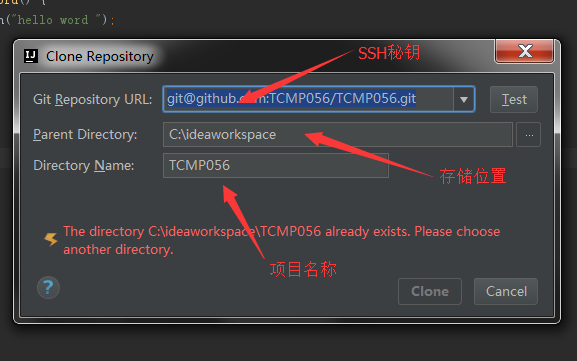 ord() {
n("hello word ");
Clone Repository
SSH秘钥
Git Repository URL:
git@github.com:TCMP056/TCMP056.git
Test
Parent Directory:
C:\ideaworkspace
...
Directory Name:
TCMP056
存储位置
The directory C:\ideaworkspace\TCMP056 already exists. Please choose
another directory.
项目名称
?
Clone
Cancel